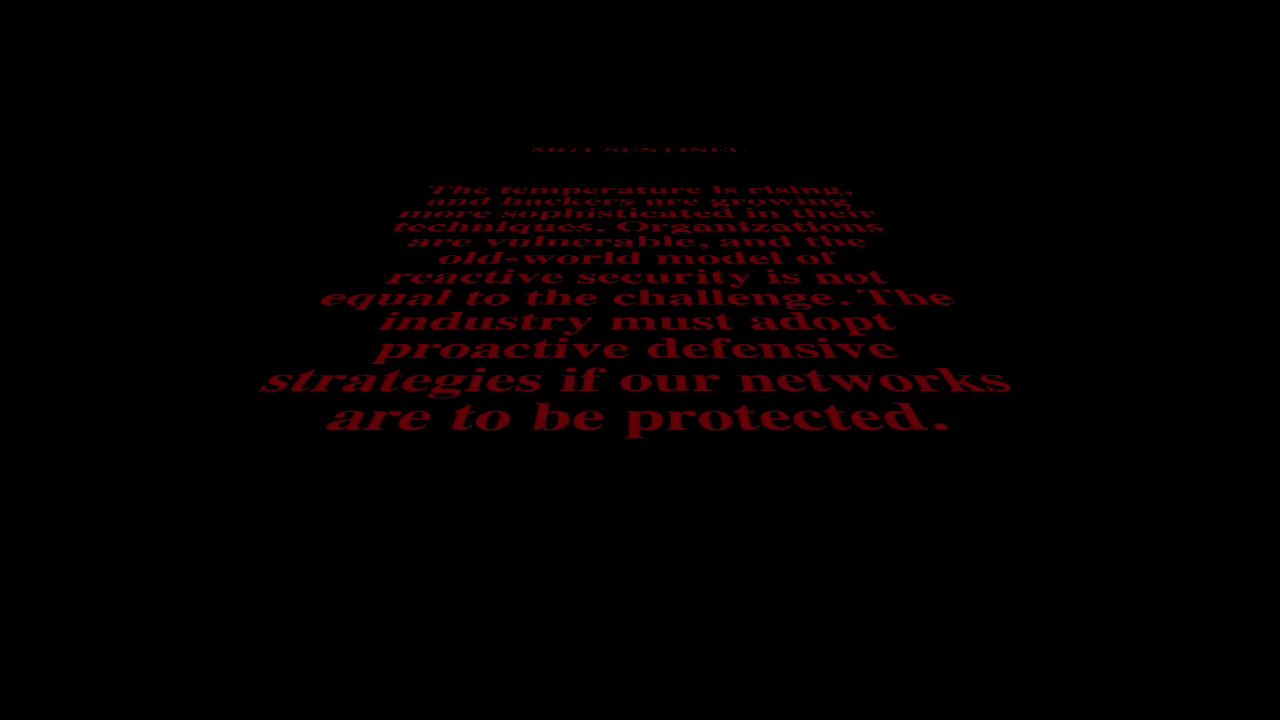 SENTINEL
The temperature is rising,
and hackers are growing
more sophisticated in their
techniques. Organizations
are vulnerable, and the
old-world model of
reactive security is not
equal to the challenge. The
industry must adopt
proactive defensive
strategies if our networks
are to be protected.